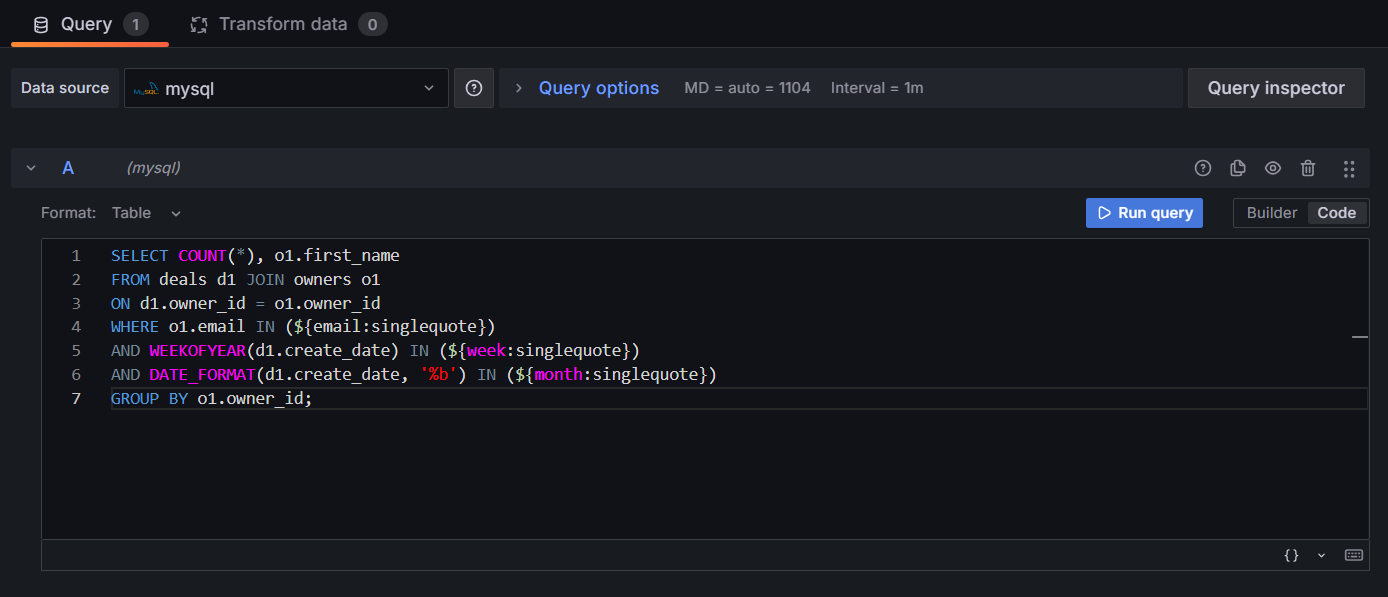 Query 1 Transform data 0
Data source MySQL mysql Query options MD = auto = 1104 Interval = 1m Query inspector
A (mysql)
Format: Table Run query Builder Code
1 SELECT COUNT(*), o1.first_name
2 FROM deals d1 JOIN owners o1
3 ON d1.owner_id = o1.owner_id
4 WHERE o1.email IN (${email:singlequote})
5 AND WEEKOFYEAR(d1.create_date) IN (${week:singlequote})
6 AND DATE_FORMAT(d1.create_date, '%b') IN (${month:singlequote})
7 GROUP BY o1.owner_id;
{}